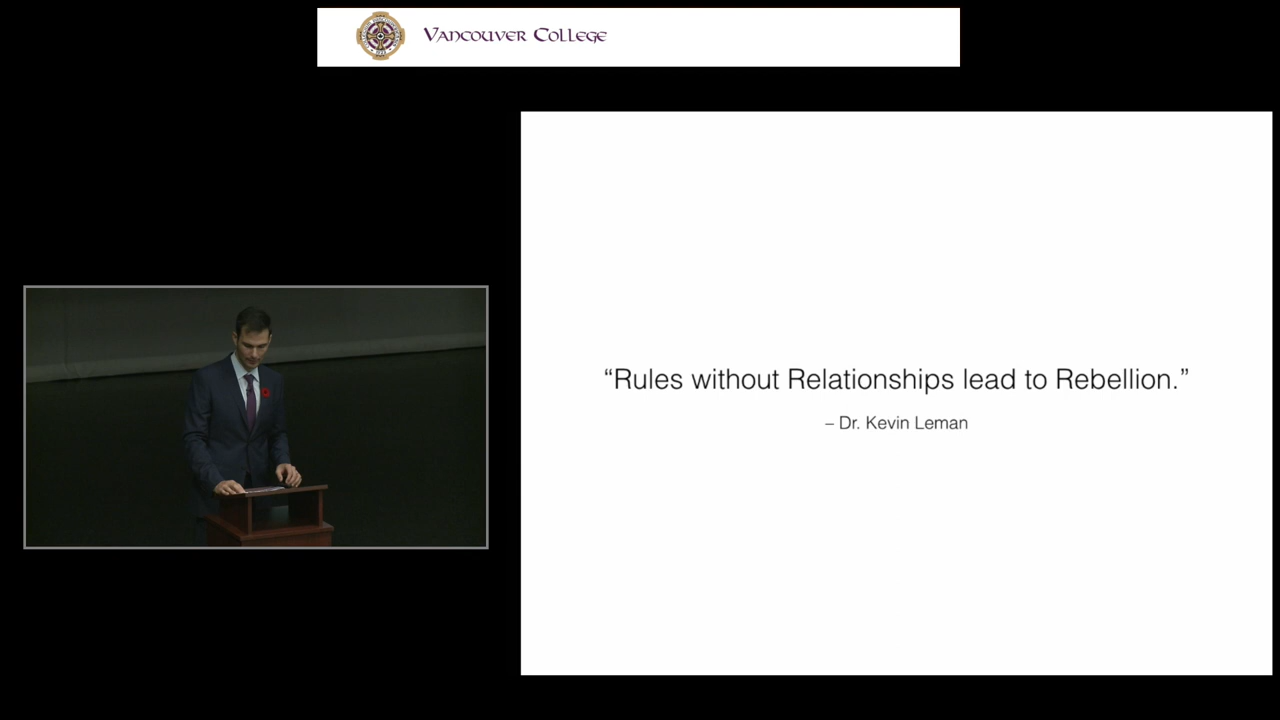 Vancouver College
“Rules without Relationships lead to Rebellion.”
– Dr. Kevin Leman